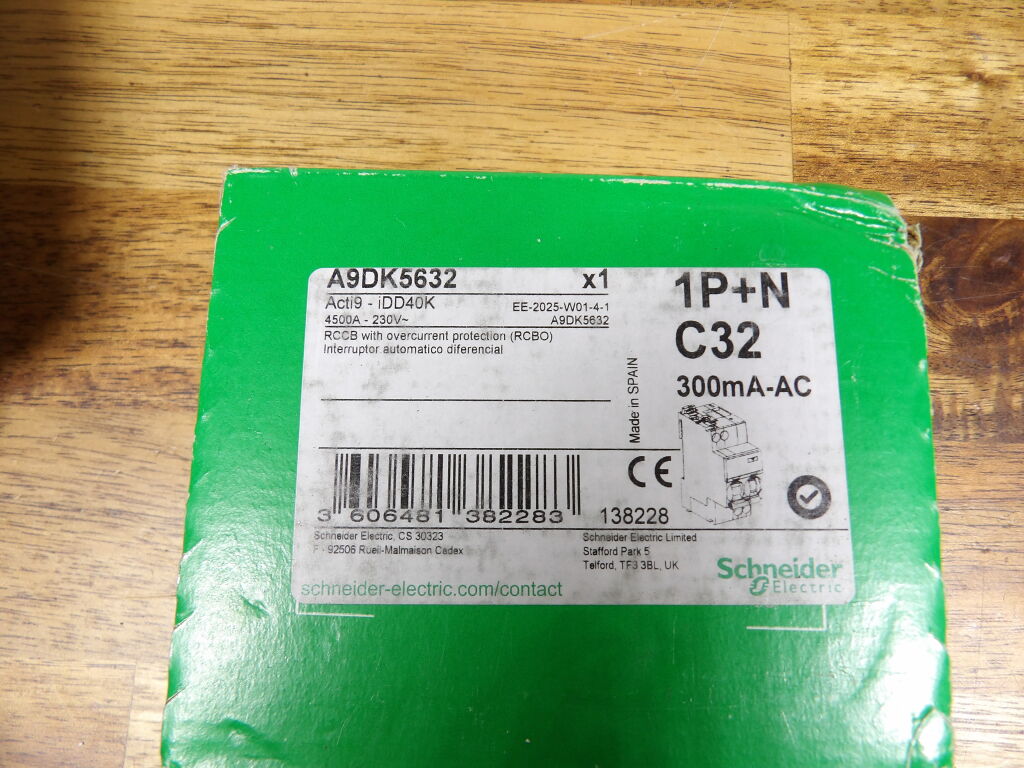 A9DK5632 x1
Acti9 - iDD40K EE-2025-W01-4-1
4500A - 230V~ A9DK5632
RCCB with overcurrent protection (RCBO)
Interruptor automatico diferencial
1P+N
C32
300mA-AC
Made in SPAIN
CE
3 606481 382283
138228
Schneider Electric, CS 30323
F - 92506 Rueil-Malmaison Cedex
Schneider Electric Limited
Stafford Park 5
Telford, TF3 3BL, UK
schneider-electric.com/contact
Schneider
Electric